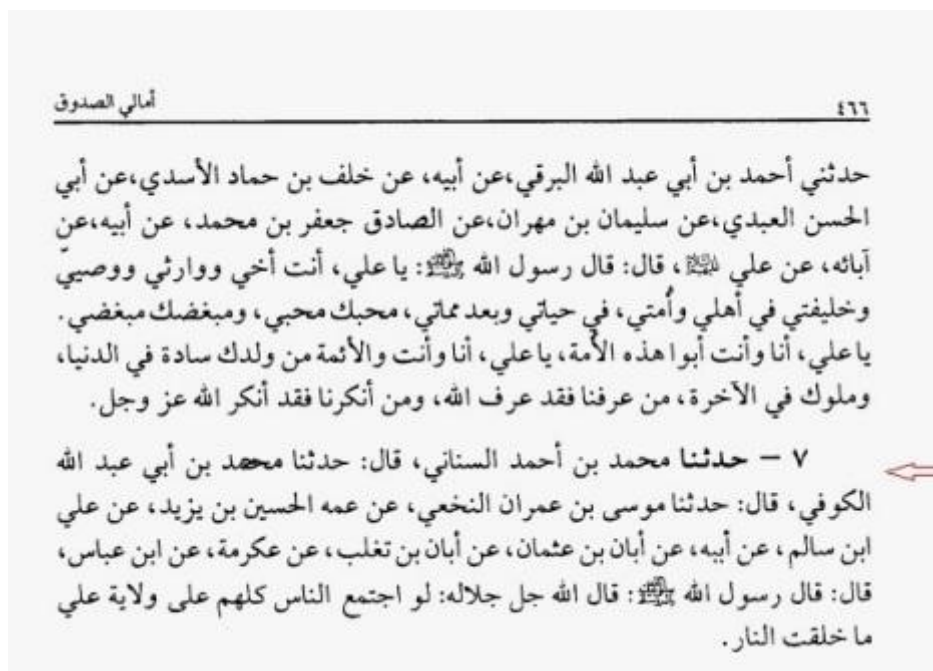 ٤٦٦ أمالي الصدوق
حدثني أحمد بن أبي عبد الله البرقي،عن أبيه، عن خلف بن حماد الأسدي،عن أبي
الحسن العبدي،عن سليمان بن مهران،عن الصادق جعفر بن محمد، عن أبيه،عن
آبائه، عن علي عليه السلام، قال: قال رسول الله ﷺ: يا علي، أنت أخي ووارثي ووصييّ
وخليفتي في أهلي وأُمتي، في حياتي وبعد مماتي، محبك محبي، ومبغضك مبغضي.
يا علي، أنا وأنت أبوا هذه الأُمة، يا علي، أنا وأنت والأئمة من ولدك سادة في الدنيا،
وملوك في الآخرة، من عرفنا فقد عرف الله، ومن أنكرنا فقد أنكر الله عز وجل.
٧ – حدثنا محمد بن أحمد السناني، قال: حدثنا محمد بن أبي عبد الله
الكوفي، قال: حدثنا موسى بن عمران النخعي، عن عمه الحسين بن يزيد، عن علي
ابن سالم، عن أبيه، عن أبان بن عثمان، عن أبان بن تغلب، عن عكرمة، عن ابن عباس،
قال: قال رسول الله ﷺ: قال الله جل جلاله: لو اجتمع الناس كلهم على ولاية علي
ما خلقت النار.